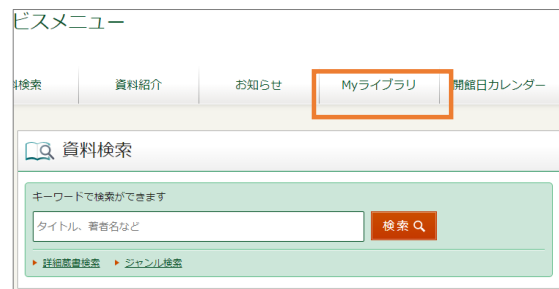 ビスメニュー
検索 資料紹介 お知らせ Myライブラリ 開館日カレンダー
資料検索
キーワードで検索ができます
タイトル、著者名など 検索
詳細蔵書検索 ジャンル検索